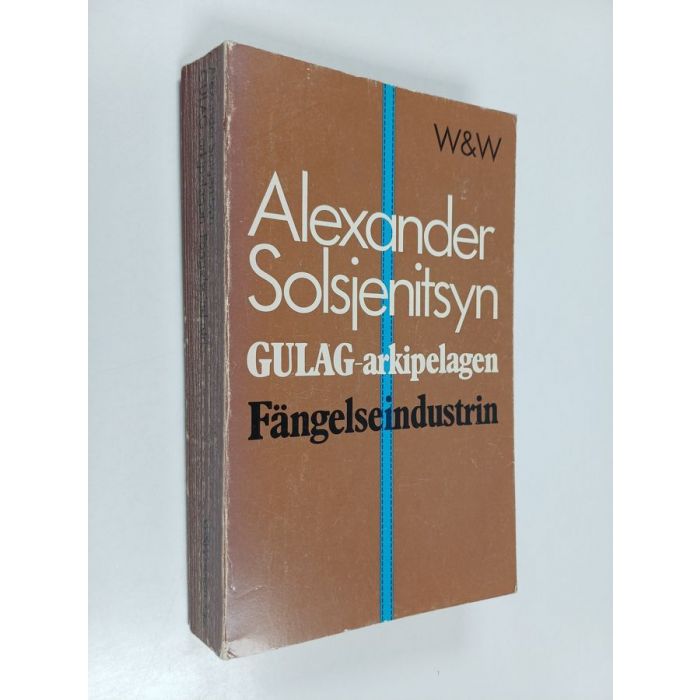 W&W
Alexander
Solsjenitsyn
GULAG-arkipelagen
Fängelseindustrin